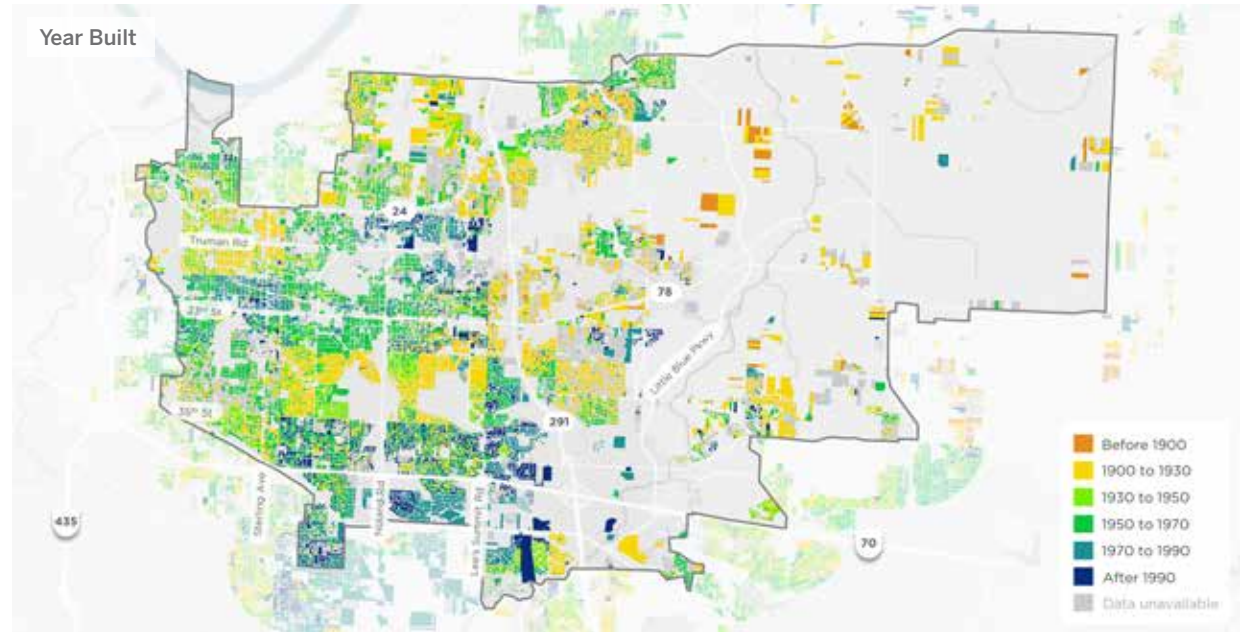 Year Built
24
Truman Rd
23rd St
78
Little Blue Pkwy
35th St
291
Sterling Ave
Noland Rd
Lee's Summit Rd
435
70
Before 1900
1900 to 1930
1930 to 1950
1950 to 1970
1970 to 1990
After 1990
Data unavailable